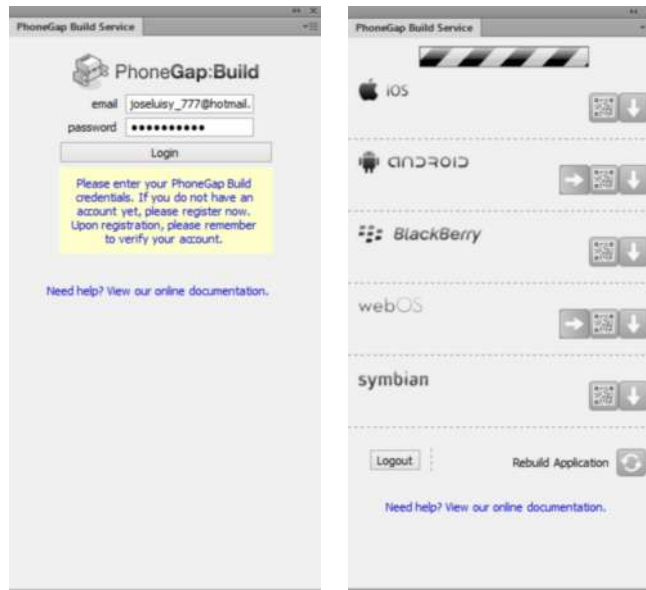 PhoneGap Build Service
PhoneGap:Build
email joseluisy_777@hotmail.
password ●●●●●●●●●●
Login
Please enter your PhoneGap Build
credentials. If you do not have an
account yet, please register now.
Upon registration, please remember
to verify your account.
Need help? View our online documentation.
PhoneGap Build Service
iOS
android
BlackBerry
webOS
symbian
Logout
Rebuild Application
Need help? View our online documentation.